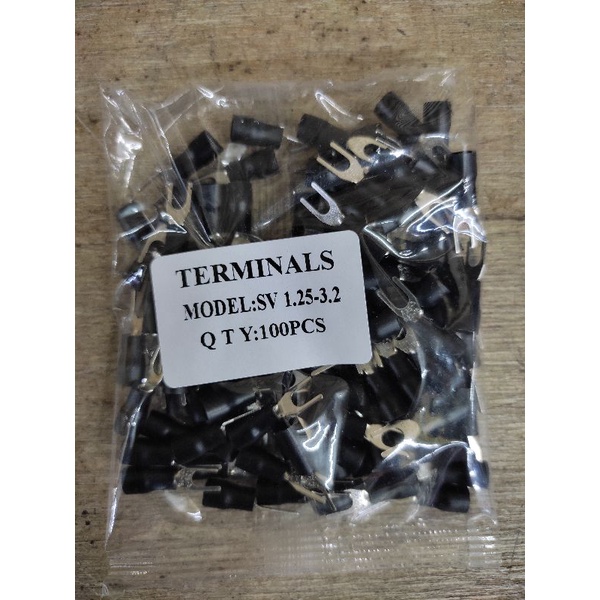 TERMINALS
MODEL:SV 1.25-3.2
Q T Y:100PCS